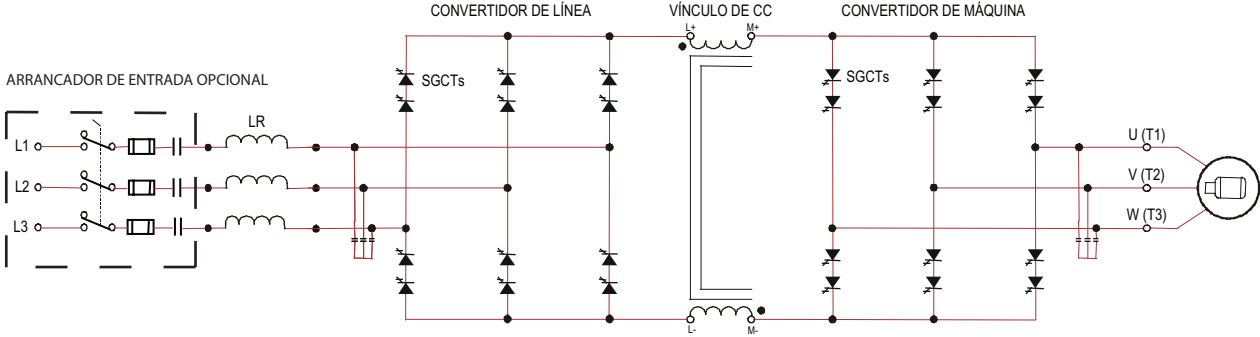 CONVERTIDOR DE LÍNEA
VÍNCULO DE CC
CONVERTIDOR DE MÁQUINA
L+
M+
ARRANCADOR DE ENTRADA OPCIONAL
SGCTs
SGCTs
LR
L1
U (T1)
L2
V (T2)
L3
W (T3)
L-
M-